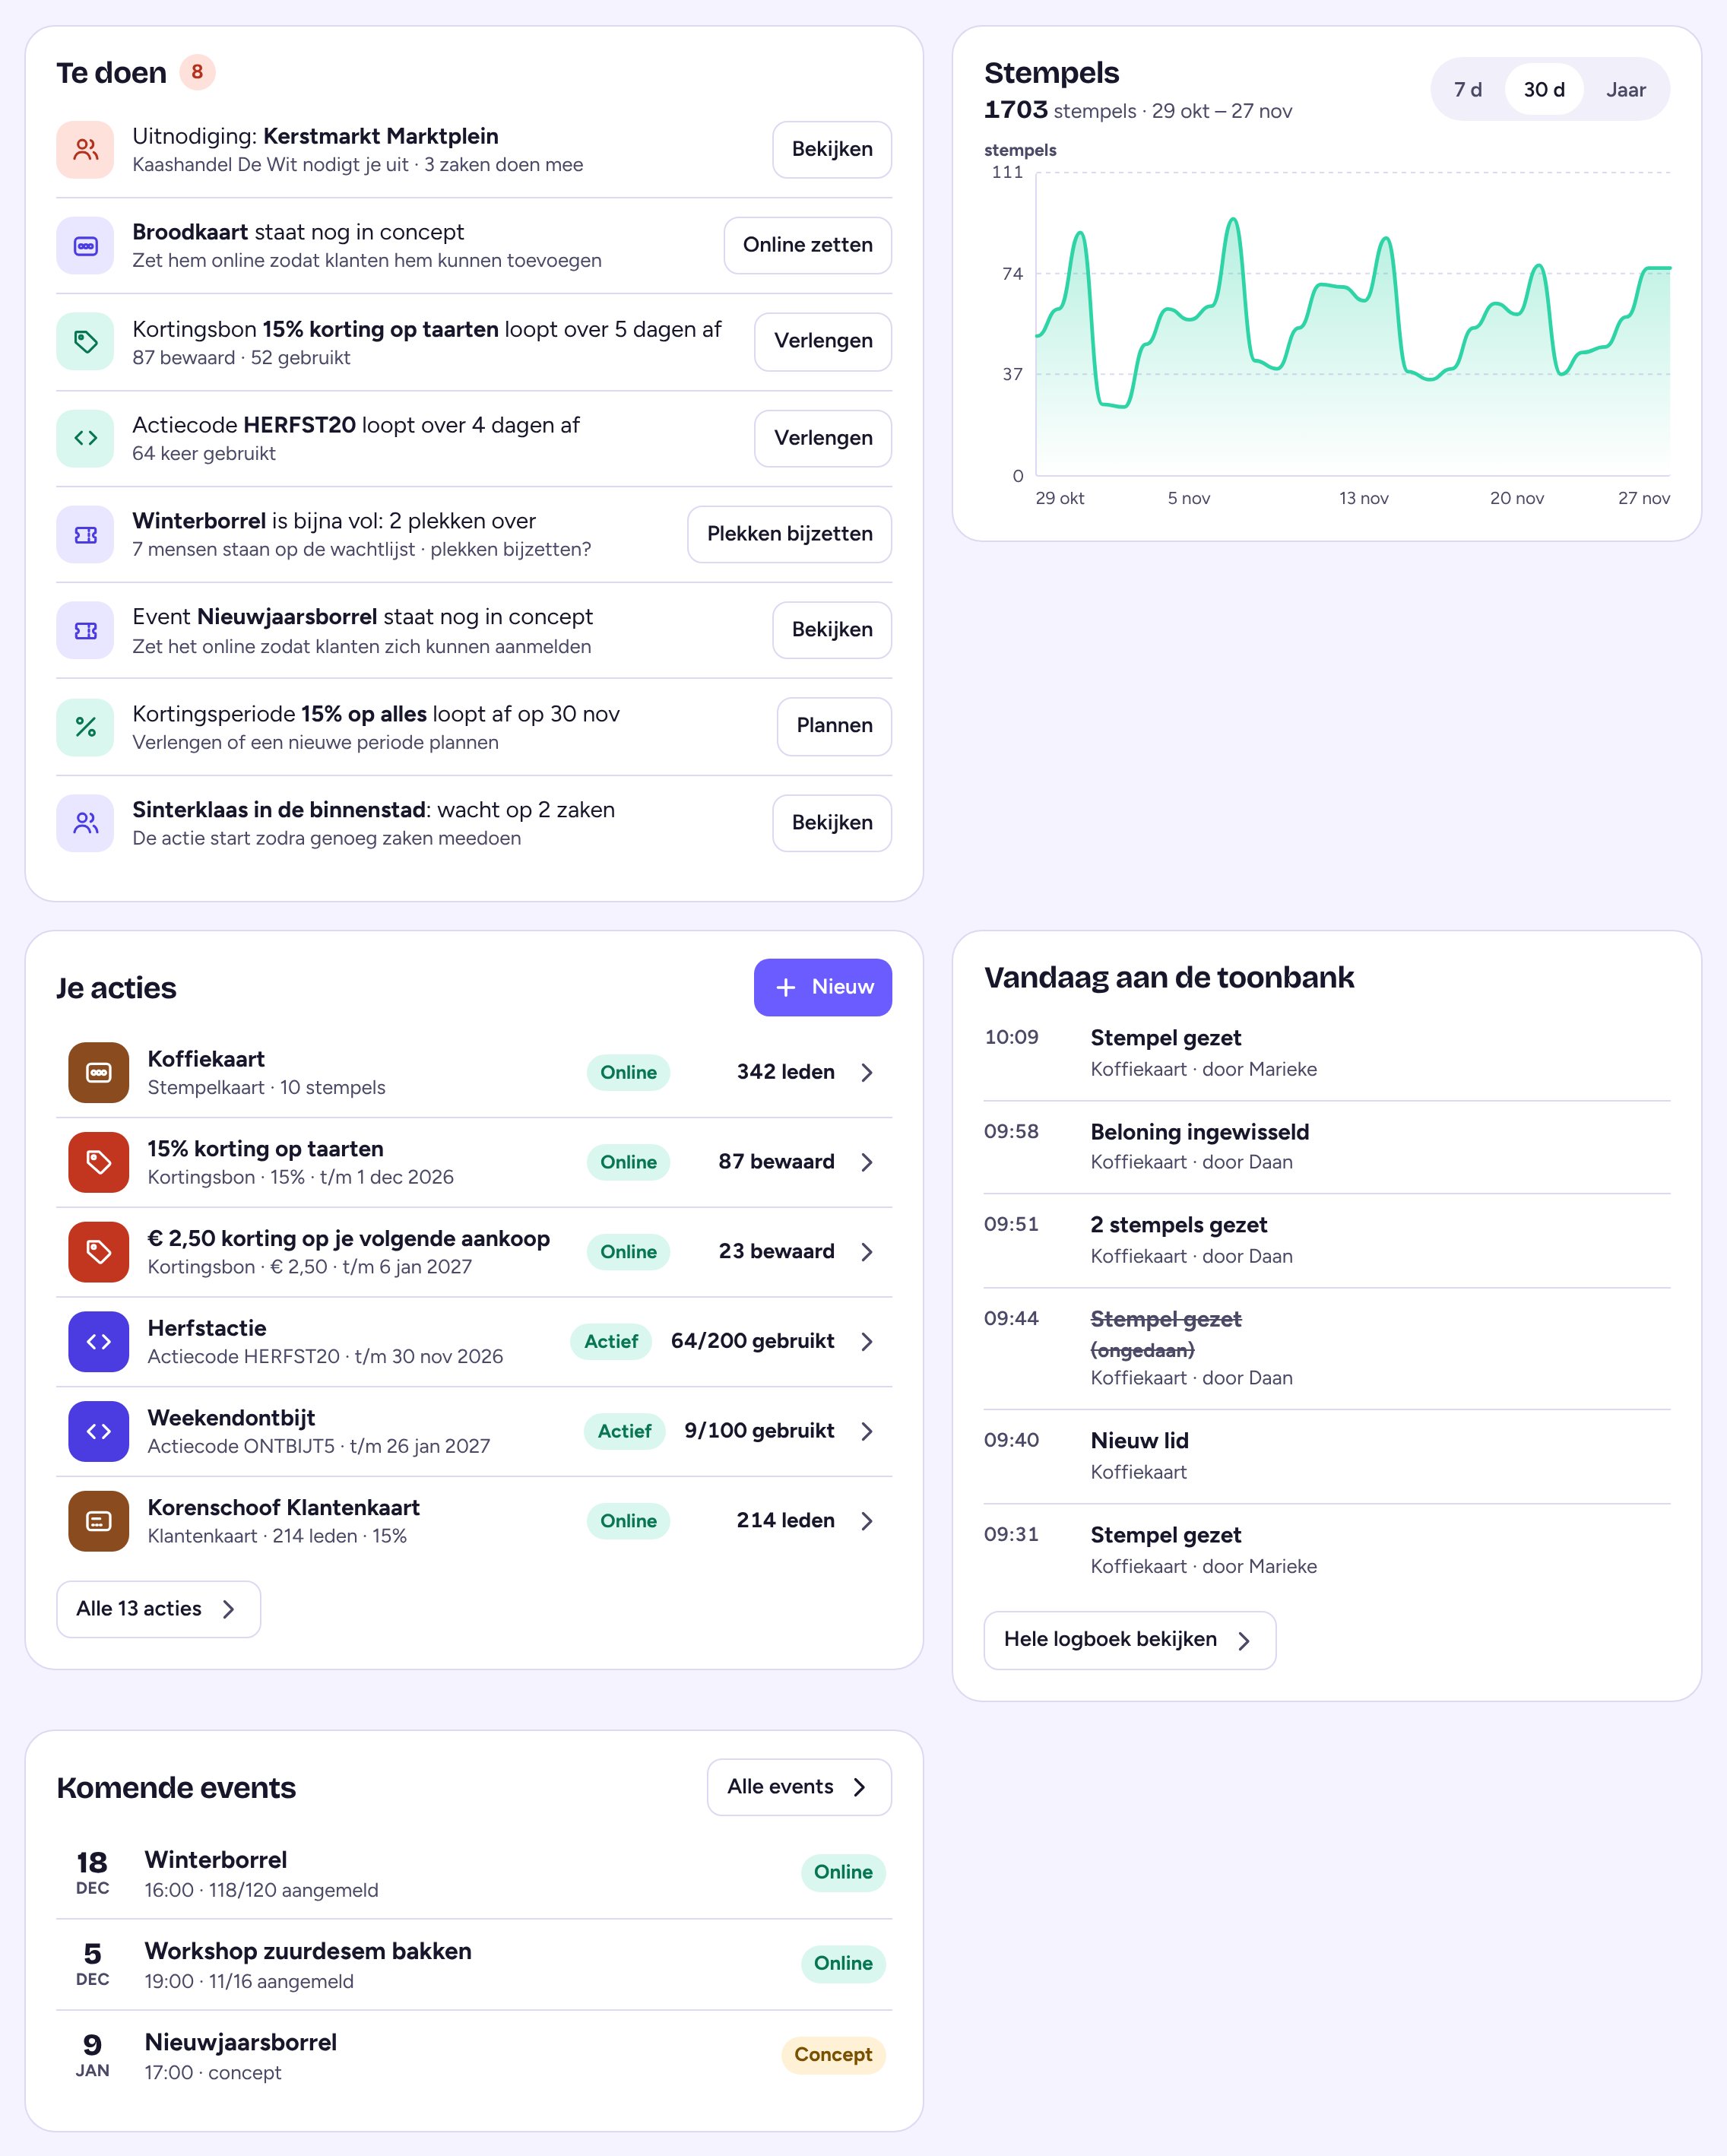 Te doen 8
Uitnodiging: Kerstmarkt Marktplein
Kaashandel De Wit nodigt je uit · 3 zaken doen mee
Bekijken
Broodkaart staat nog in concept
Zet hem online zodat klanten hem kunnen toevoegen
Online zetten
Kortingsbon 15% korting op taarten loopt over 5 dagen af
87 bewaard · 52 gebruikt
Verlengen
Actiecode HERFST20 loopt over 4 dagen af
64 keer gebruikt
Verlengen
Winterborrel is bijna vol: 2 plekken over
7 mensen staan op de wachtlijst · plekken bijzetten?
Plekken bijzetten
Event Nieuwjaarsborrel staat nog in concept
Zet het online zodat klanten zich kunnen aanmelden
Bekijken
Kortingsperiode 15% op alles loopt af op 30 nov
Verlengen of een nieuwe periode plannen
Plannen
Sinterklaas in de binnenstad: wacht op 2 zaken
De actie start zodra genoeg zaken meedoen
Bekijken
Stempels
1703 stempels · 29 okt – 27 nov
7 d 30 d Jaar
stempels
111
74
37
0
29 okt 5 nov 13 nov 20 nov 27 nov
Je acties
Nieuw
Koffiekaart
Stempelkaart · 10 stempels
Online
342 leden
15% korting op taarten
Kortingsbon · 15% · t/m 1 dec 2026
Online
87 bewaard
€ 2,50 korting op je volgende aankoop
Kortingsbon · € 2,50 · t/m 6 jan 2027
Online
23 bewaard
Herfstactie
Actiecode HERFST20 · t/m 30 nov 2026
Actief
64/200 gebruikt
Weekendontbijt
Actiecode ONTBIJT5 · t/m 26 jan 2027
Actief
9/100 gebruikt
Korenschoof Klantenkaart
Klantenkaart · 214 leden · 15%
Online
214 leden
Alle 13 acties
Vandaag aan de toonbank
10:09
Stempel gezet
Koffiekaart · door Marieke
09:58
Beloning ingewisseld
Koffiekaart · door Daan
09:51
2 stempels gezet
Koffiekaart · door Daan
09:44
Stempel gezet
(ongedaan)
Koffiekaart · door Daan
09:40
Nieuw lid
Koffiekaart
09:31
Stempel gezet
Koffiekaart · door Marieke
Hele logboek bekijken
Komende events
Alle events
18
DEC
Winterborrel
16:00 · 118/120 aangemeld
Online
5
DEC
Workshop zuurdesem bakken
19:00 · 11/16 aangemeld
Online
9
JAN
Nieuwjaarsborrel
17:00 · concept
Concept